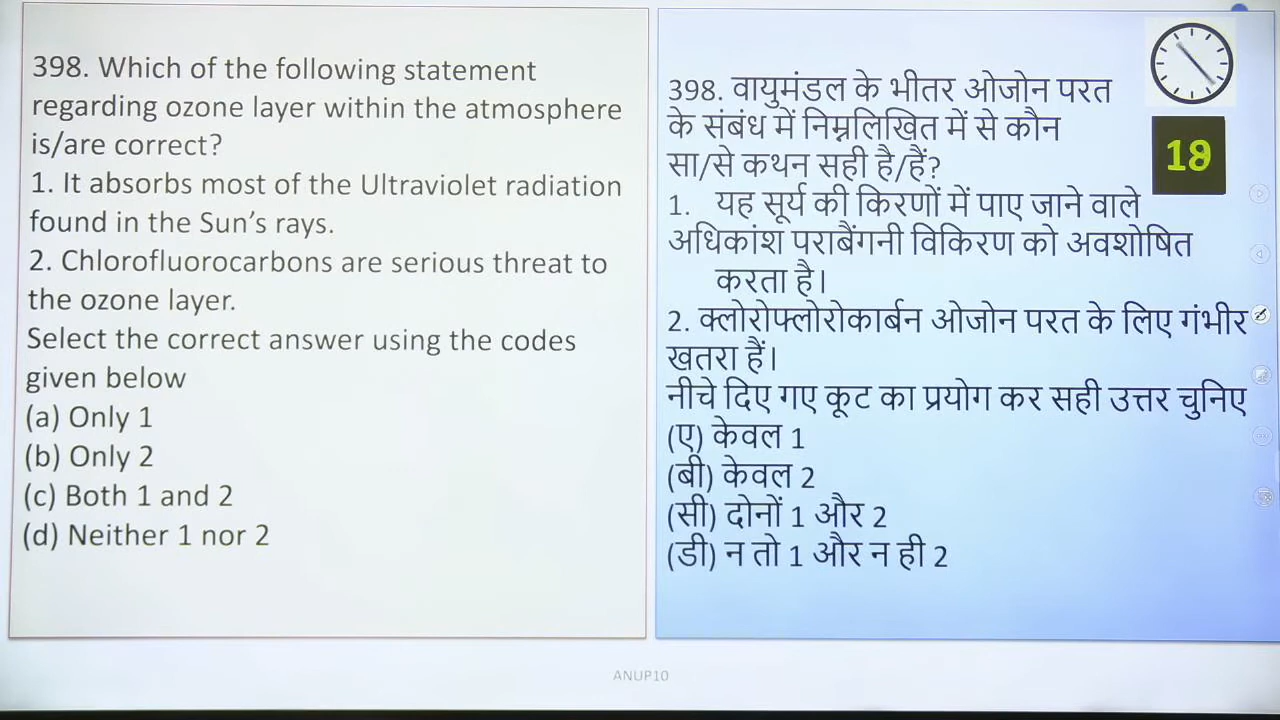 398. Which of the following statement
regarding ozone layer within the atmosphere
is/are correct?
1. It absorbs most of the Ultraviolet radiation
found in the Sun’s rays.
2. Chlorofluorocarbons are serious threat to
the ozone layer.
Select the correct answer using the codes
given below
(a) Only 1
(b) Only 2
(c) Both 1 and 2
(d) Neither 1 nor 2
398. वायुमंडल के भीतर ओजोन परत
के संबंध में निम्नलिखित में से कौन
सा/से कथन सही है/हैं?
1. यह सूर्य की किरणों में पाए जाने वाले
अधिकांश पराबैंगनी विकिरण को अवशोषित
करता है।
2. क्लोरोफ्लोरोकार्बन ओजोन परत के लिए गंभीर
खतरा हैं।
नीचे दिए गए कूट का प्रयोग कर सही उत्तर चुनिए
(ए) केवल 1
(बी) केवल 2
(सी) दोनों 1 और 2
(डी) न तो 1 और न ही 2
ANUP10